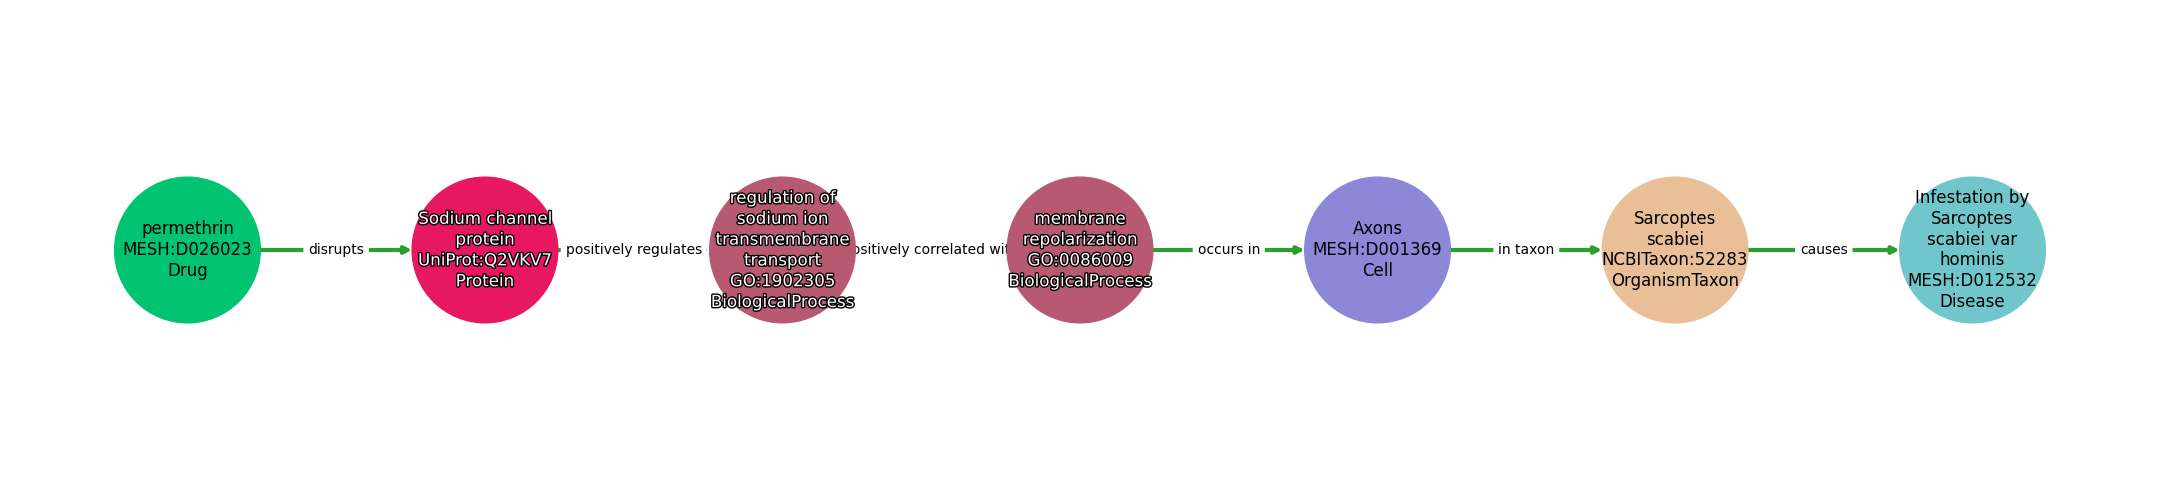 permethrin
MESH:D026023
Drug
disrupts
Sodium channel
protein
UniProt:Q2VKV7
Protein
positively regulates
regulation of
sodium ion
transmembrane
transport
GO:1902305
BiologicalProcess
correlated
membrane
repolarization
GO:0086009
BiologicalProcess
occurs in
Axons
MESH:D001369
Cell
in taxon
Sarcoptes
scabiei
NCBITaxon:52283
OrganismTaxon
causes
Infestation by
Sarcoptes
scabiei var
hominis
MESH:D012532
Disease